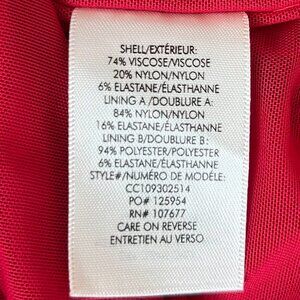 SHELL/EXTÉRIEUR:
74% VISCOSE/VISCOSE
20% NYLON/NYLON
6% ELASTANE/ÉLASTHANNE
LINING A /DOUBLURE A:
84% NYLON/NYLON
16% ELASTANE/ÉLASTHANNE
LINING B/DOUBLURE B:
94% POLYESTER/POLYESTER
6% ELASTANE/ÉLASTHANNE
STYLE#/NUMÉRO DE MODÈLE:
CC109302514
PO# 125954
RN# 107677
CARE ON REVERSE
ENTRETIEN AU VERSO